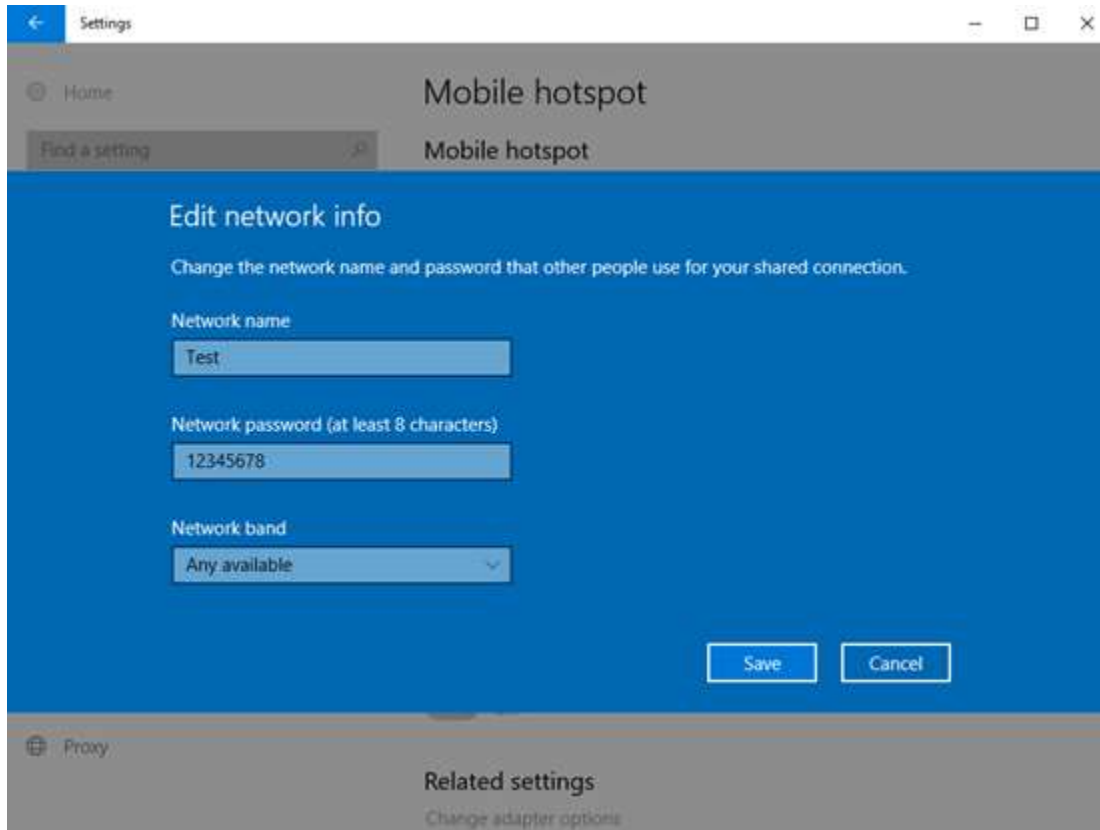 Settings
Home
Mobile hotspot
Find a setting
Mobile hotspot
Edit network info
Change the network name and password that other people use for your shared connection.
Network name
Test
Network password (at least 8 characters)
12345678
Network band
Any available
Save
Cancel
Proxy
Related settings
Change adapter options